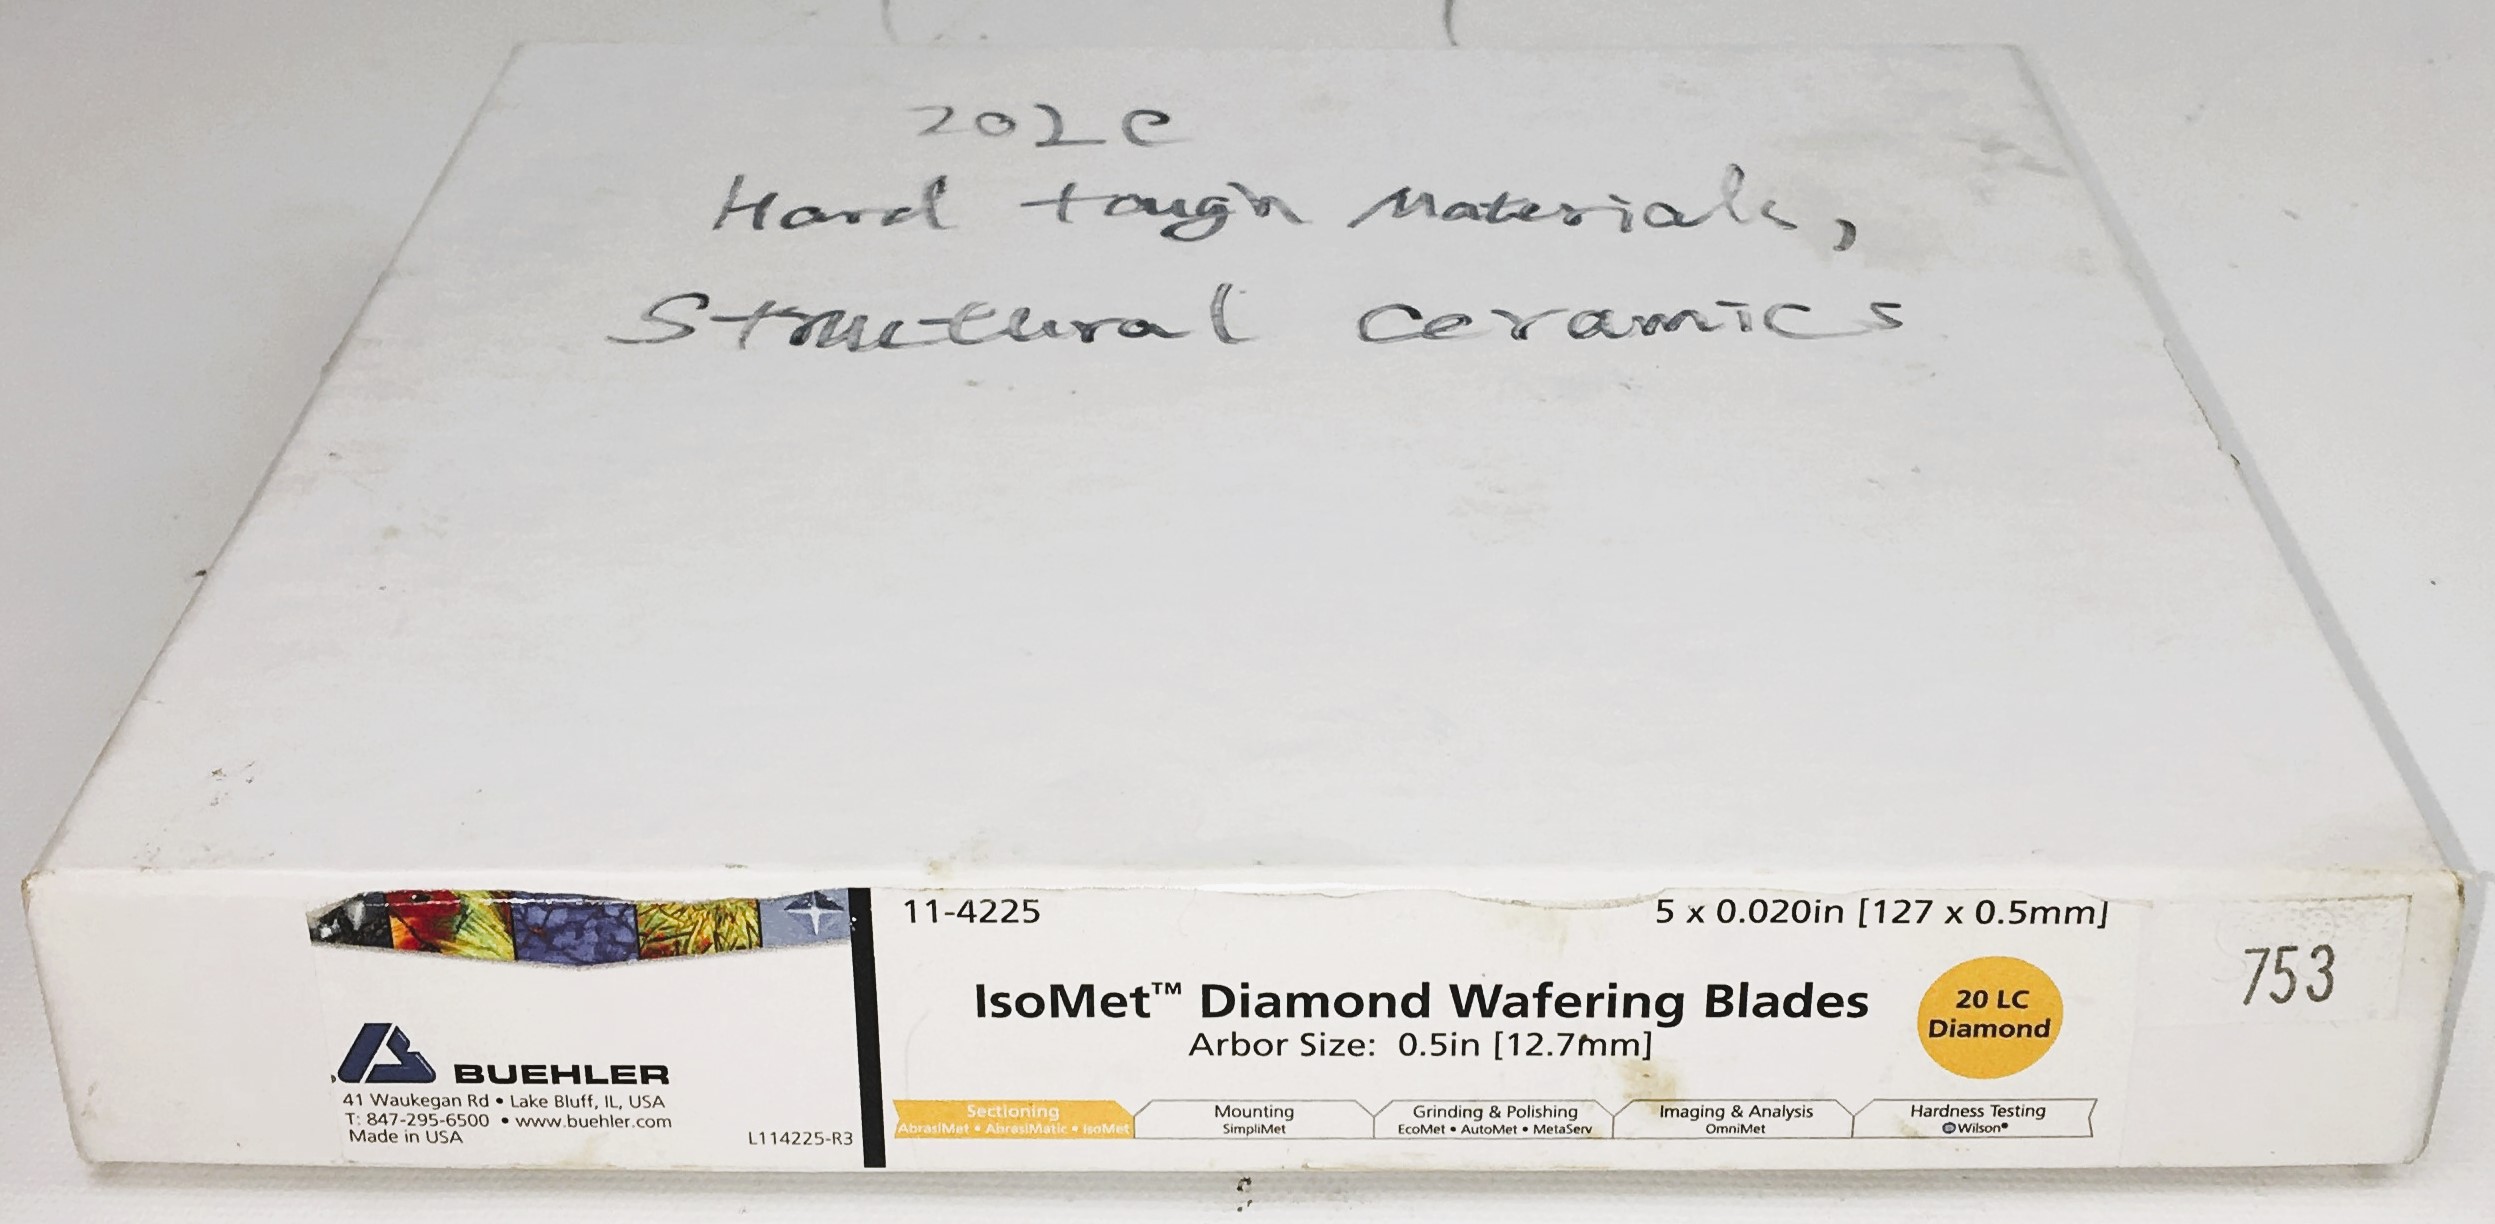 20LC
Hard tough Materials,
Structural ceramics
11-4225
5 x 0.020in [127 x 0.5mm]
IsoMet™ Diamond Wafering Blades
Arbor Size: 0.5in [12.7mm]
20 LC
Diamond
753
BUEHLER
41 Waukegan Rd • Lake Bluff, IL, USA
T: 847-295-6500 • www.buehler.com
Made in USA
L114225-R3
Sectioning
AbrasiMet • AbrasiMatic • IsoMet
Mounting
SimpliMet
Grinding & Polishing
EcoMet • AutoMet • MetaServ
Imaging & Analysis
OmniMet
Hardness Testing
Wilson®